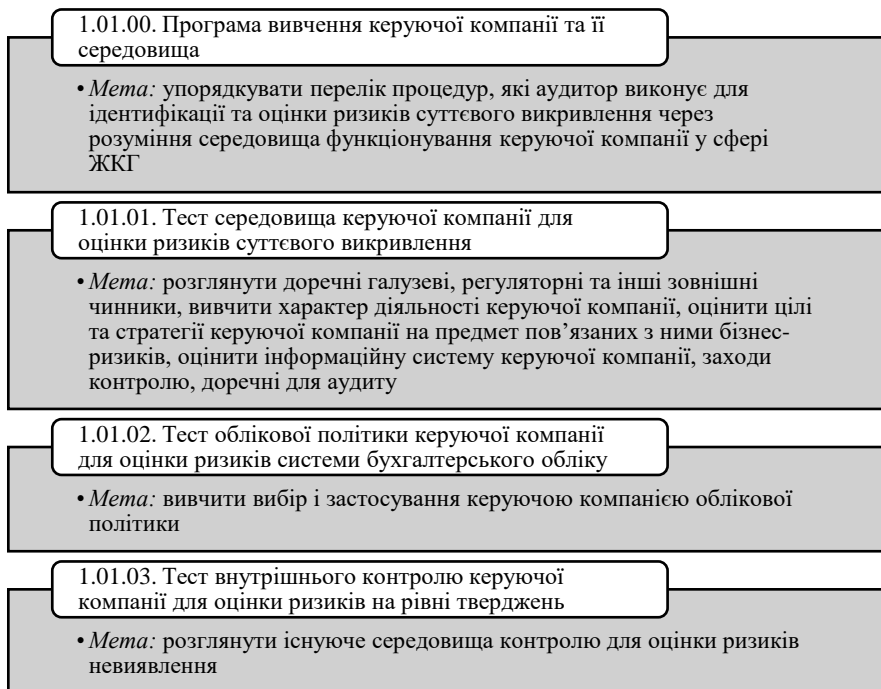 1.01.00. Програма вивчення керуючої компанії та її
середовища
• Мета: упорядкувати перелік процедур, які аудитор виконує для
ідентифікації та оцінки ризиків суттєвого викривлення через
розуміння середовища функціонування керуючої компанії у сфері
ЖКГ
1.01.01. Тест середовища керуючої компанії для
оцінки ризиків суттєвого викривлення
• Мета: розглянути доречні галузеві, регуляторні та інші зовнішні
чинники, вивчити характер діяльності керуючої компанії, оцінити цілі
та стратегії керуючої компанії на предмет пов’язаних з ними бізнес-
ризиків, оцінити інформаційну систему керуючої компанії, заходи
контролю, доречні для аудиту
1.01.02. Тест облікової політики керуючої компанії
для оцінки ризиків системи бухгалтерського обліку
• Мета: вивчити вибір і застосування керуючою компанією облікової
політики
1.01.03. Тест внутрішнього контролю керуючої
компанії для оцінки ризиків на рівні тверджень
• Мета: розглянути існуюче середовища контролю для оцінки ризиків
невиявлення